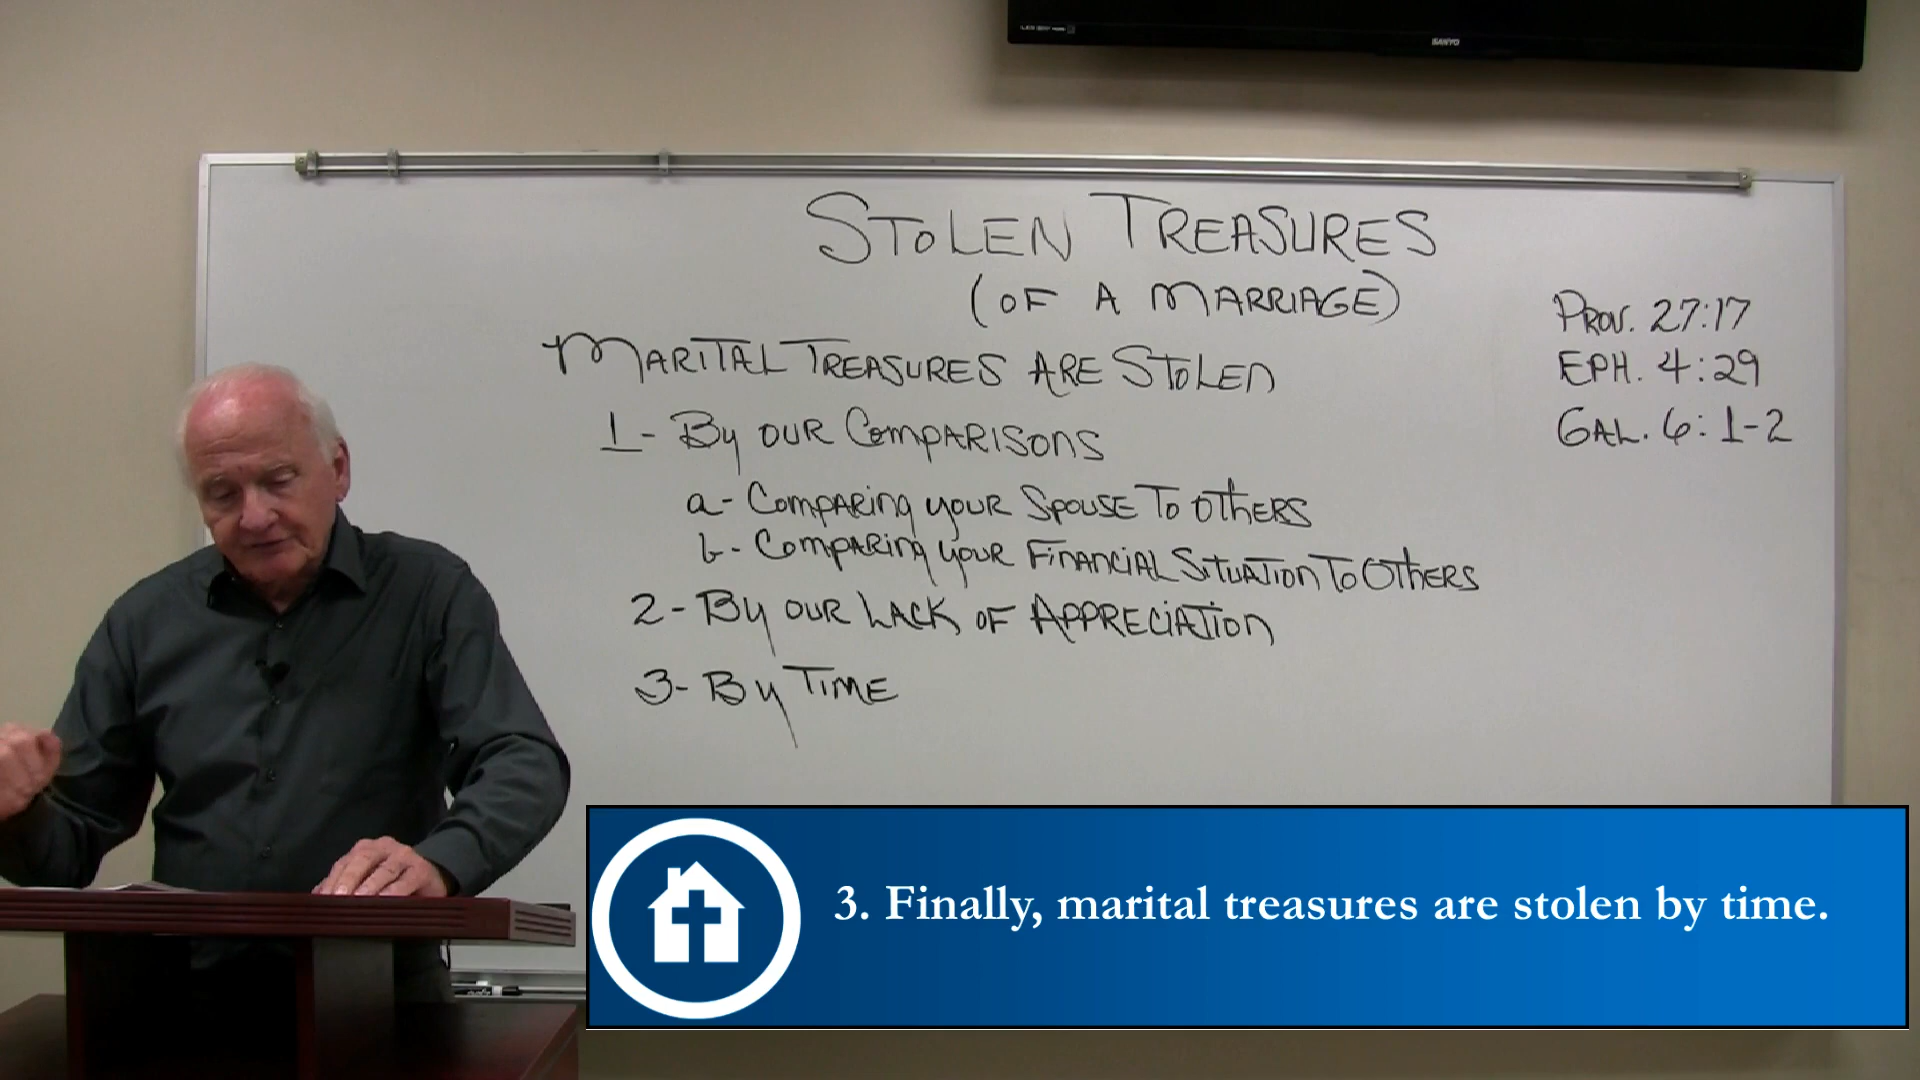 SANYO
STOLEN TREASURES
(OF A MARRIAGE)
MARITAL TREASURES ARE STOLEN
1- By OUR COMPARISONS
a- COMPARING YOUR SPOUSE TO OTHERS
b- COMPARING YOUR FINANCIAL SITUATION TO OTHERS
2- By OUR LACK OF APPRECIATION
3- By TIME
PROV. 27:17
EPH. 4:29
GAL. 6:1-2
3. Finally, marital treasures are stolen by time.